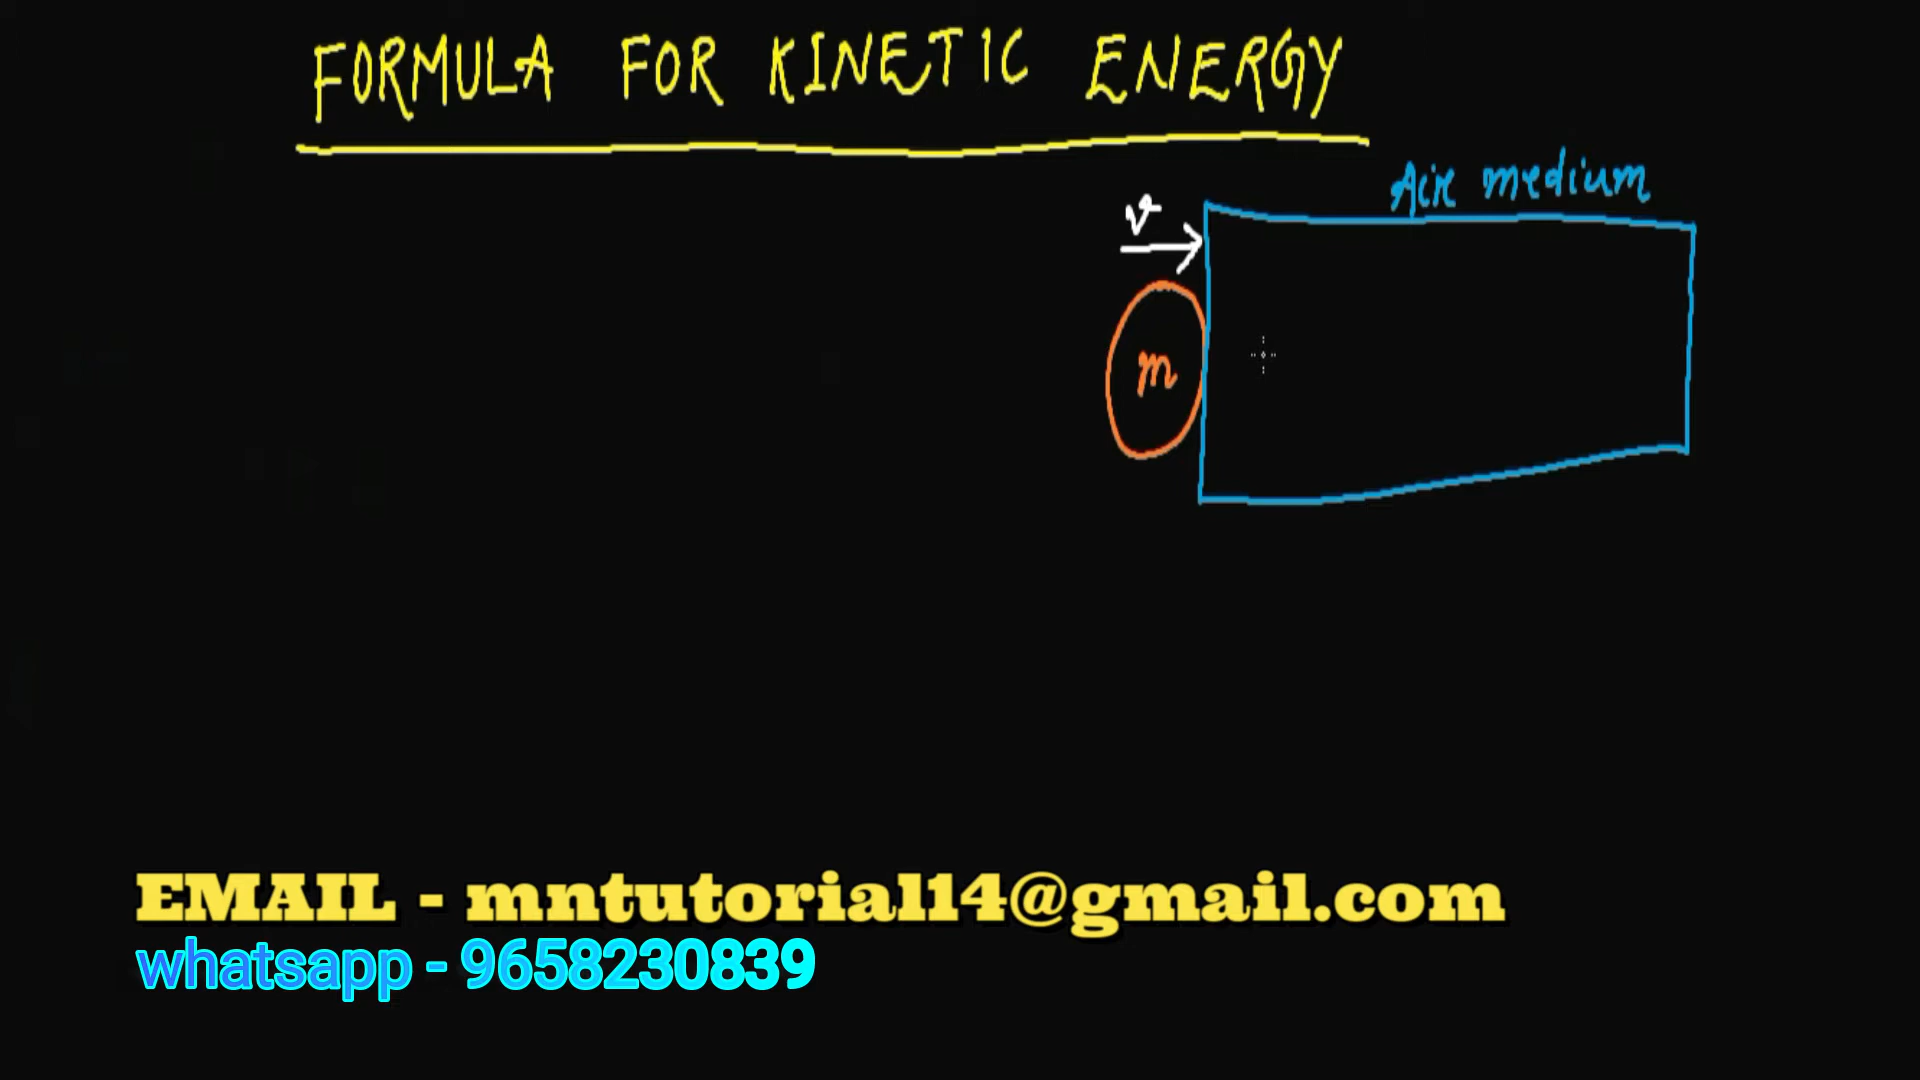 FORMULA FOR KINETIC ENERGY
Air medium
v
m
EMAIL - mntutorial14@gmail.com
whatsapp - 9658230839